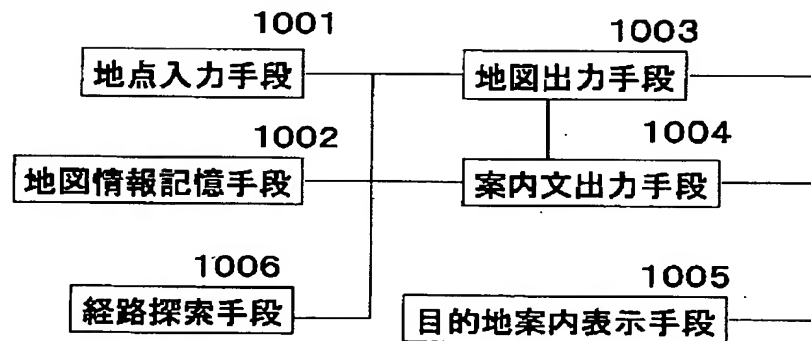 1001
地点入力手段
1003
地図出力手段
1002
地図情報記憶手段
1004
案内文出力手段
1006
経路探索手段
1005
目的地案内表示手段